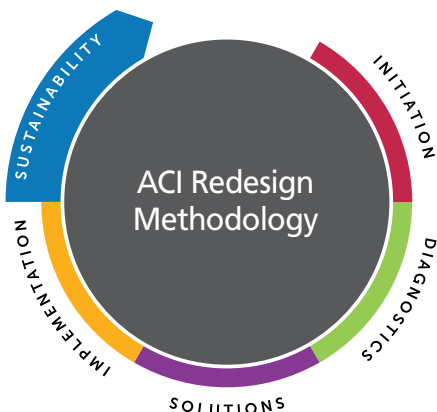 ACI Redesign
Methodology
INITIATION
DIAGNOSTICS
SOLUTIONS
IMPLEMENTATION
SUSTAINABILITY